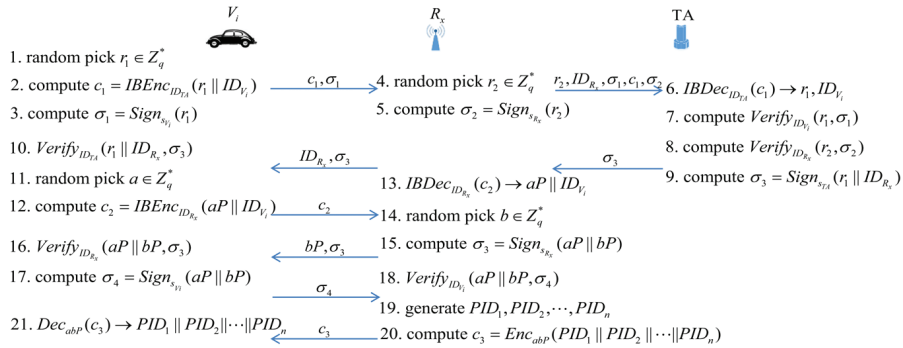 V_i R_x TA
1. random pick r_1 ∈ Z_q^*
2. compute c_1 = IBEnc_{ID_{TA}}(r_1 || ID_{V_i})
c_1, σ_1
4. random pick r_2 ∈ Z_q^*
r_2, ID_{R_x}, σ_1, c_1, σ_2
6. IBDec_{ID_{TA}}(c_1) → r_1, ID_{V_i}
3. compute σ_1 = Sign_{s_{V_i}}(r_1)
5. compute σ_2 = Sign_{s_{R_x}}(r_2)
7. compute Verify_{ID_{V_i}}(r_1, σ_1)
10. Verify_{ID_{TA}}(r_1 || ID_{R_x}, σ_3)
ID_{R_x}, σ_3
σ_3
8. compute Verify_{ID_{R_x}}(r_2, σ_2)
11. random pick a ∈ Z_q^*
13. IBDec_{ID_{R_x}}(c_2) → aP || ID_{V_i}
9. compute σ_3 = Sign_{s_{TA}}(r_1 || ID_{R_x})
12. compute c_2 = IBEnc_{ID_{R_x}}(aP || ID_{V_i})
c_2
14. random pick b ∈ Z_q^*
16. Verify_{ID_{R_x}}(aP || bP, σ_3)
bP, σ_3
15. compute σ_3 = Sign_{s_{R_x}}(aP || bP)
17. compute σ_4 = Sign_{s_{V_i}}(aP || bP)
σ_4
18. Verify_{ID_{V_i}}(aP || bP, σ_4)
19. generate PID_1, PID_2, ···, PID_n
21. Dec_{abP}(c_3) → PID_1 || PID_2 || ··· || PID_n
c_3
20. compute c_3 = Enc_{abP}(PID_1 || PID_2 || ··· || PID_n)